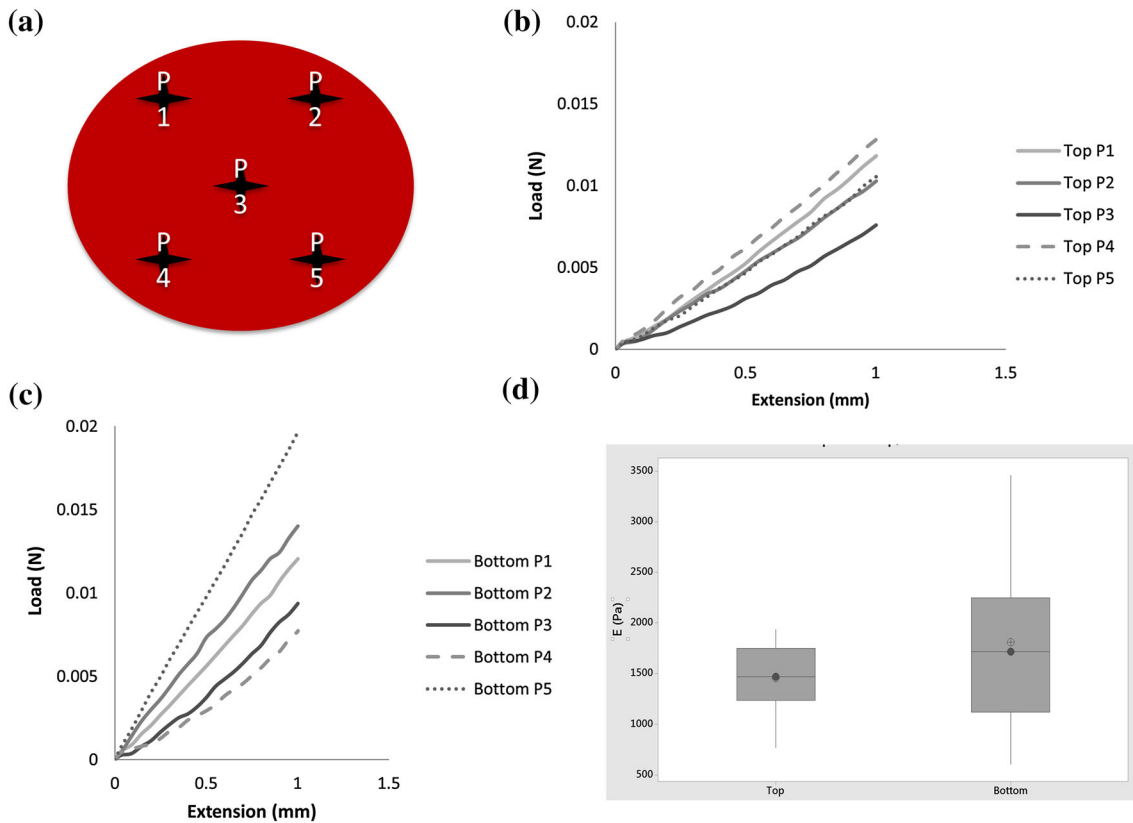 (a)
P
1
P
2
P
3
P
4
P
5
(b)
0.02
0.015
0.01
0.005
0
Load (N)
0
0.5
1
1.5
Extension (mm)
Top P1
Top P2
Top P3
Top P4
Top P5
(c)
0.02
0.015
0.01
0.005
0
Load (N)
0
0.5
1
1.5
Extension (mm)
Bottom P1
Bottom P2
Bottom P3
Bottom P4
Bottom P5
(d)
3500
3000
2500
2000
1500
1000
500
E (Pa)
Top
Bottom